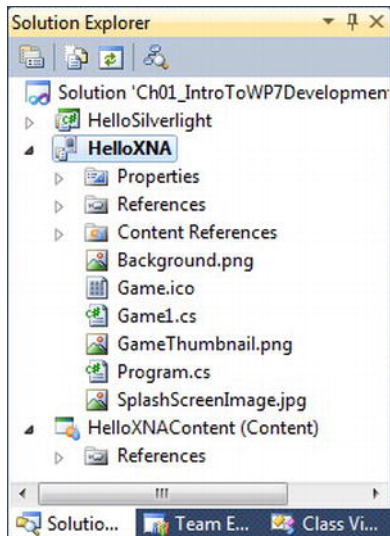 Solution Explorer
Solution 'Ch01_IntroToWP7Developmen
HelloSilverlight
HelloXNA
Properties
References
Content References
Background.png
Game.ico
Game1.cs
GameThumbnail.png
Program.cs
SplashScreenImage.jpg
HelloXNAContent (Content)
References
Solutio... Team E... Class Vi...